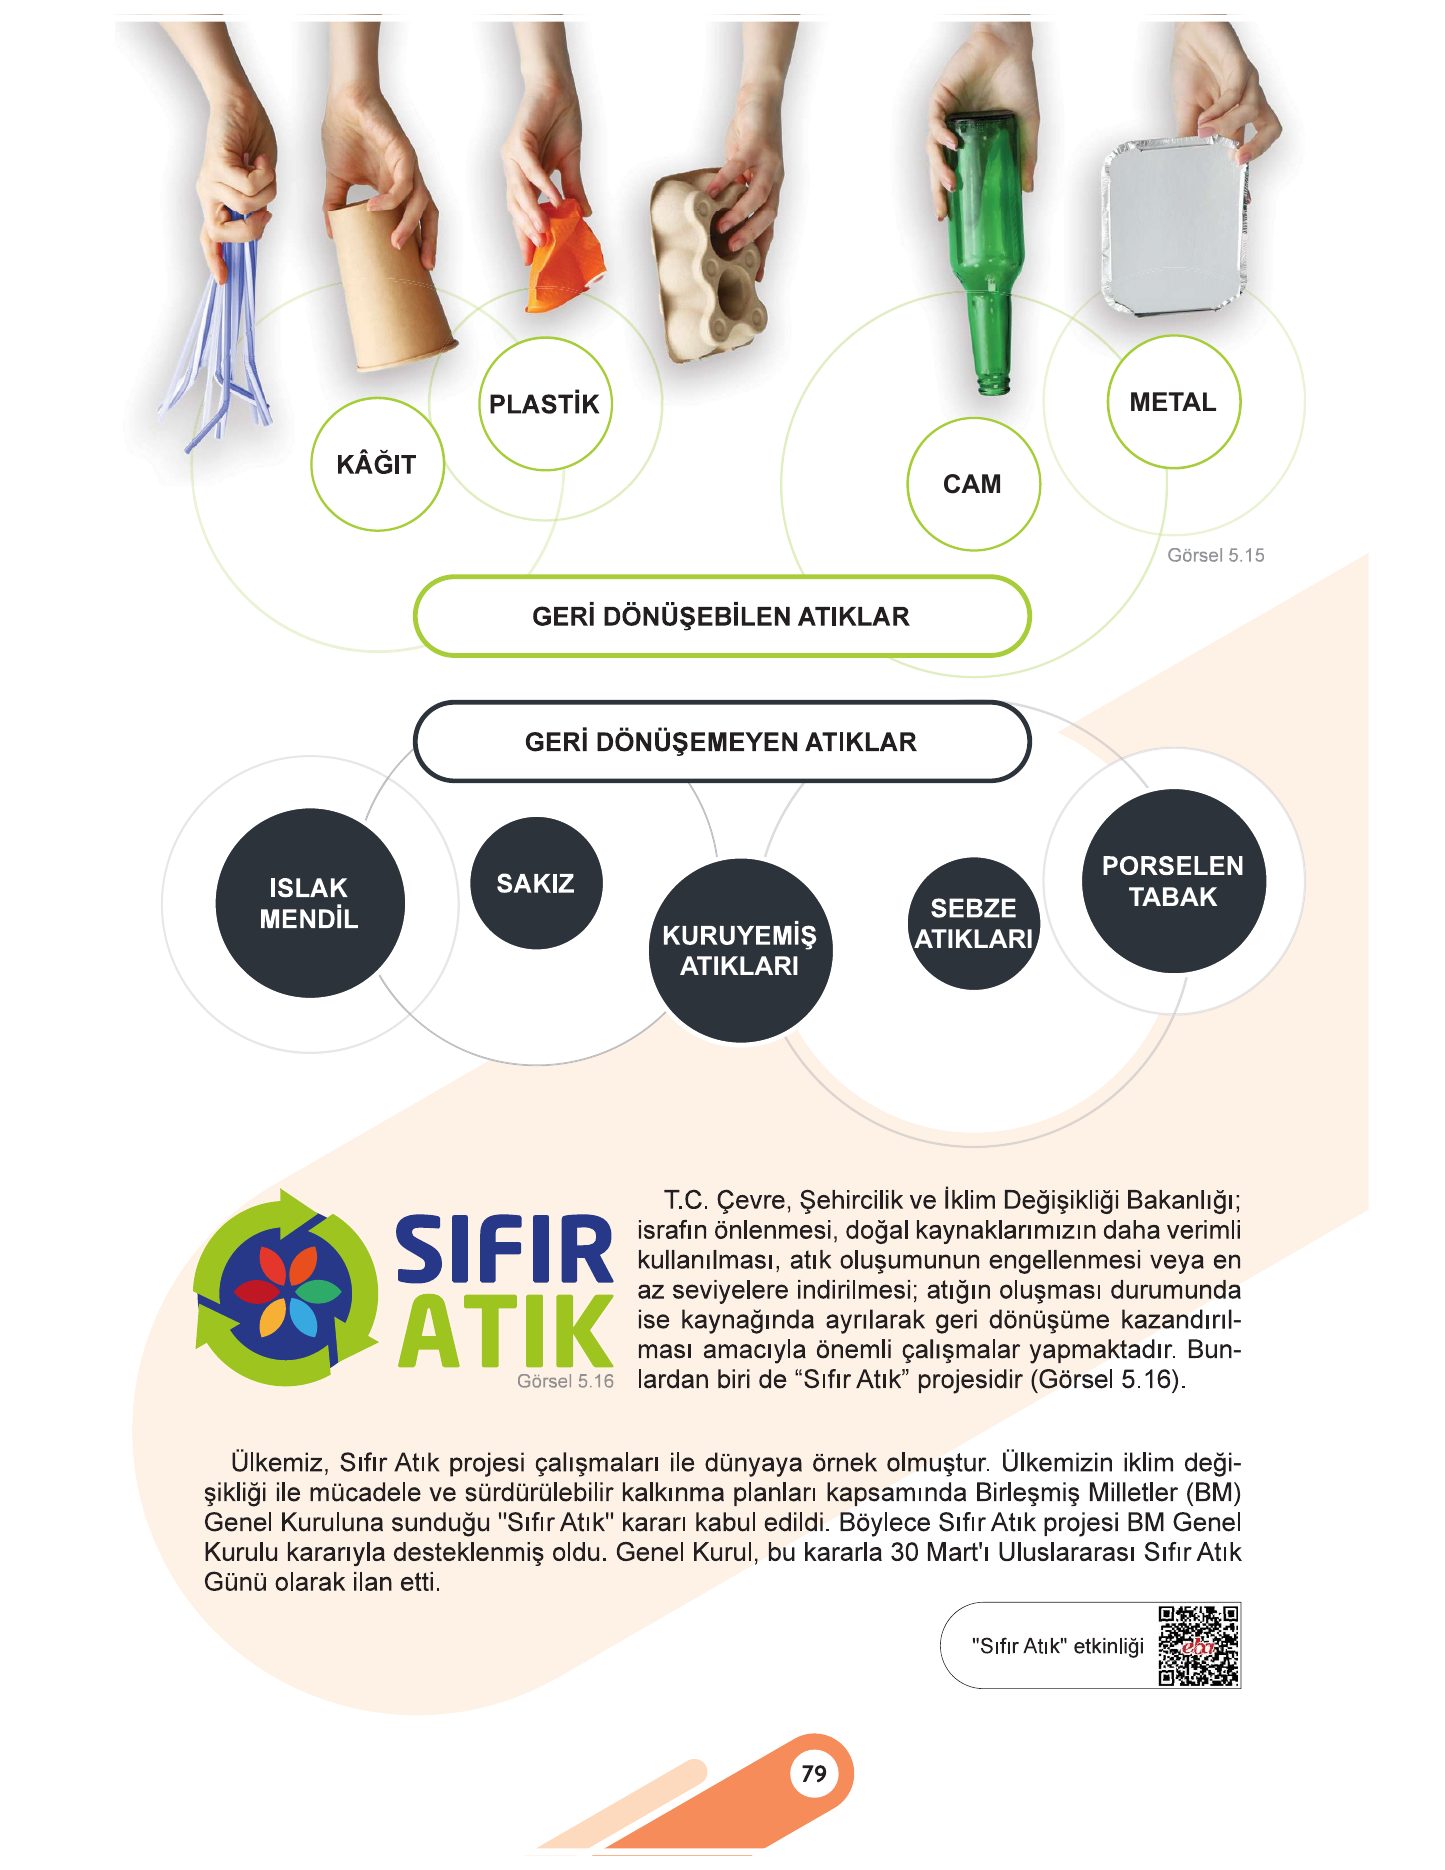 PLASTİK
METAL
KÂĞIT
CAM
Görsel 5.15
GERİ DÖNÜŞEBİLEN ATIKLAR
GERİ DÖNÜŞEMEYEN ATIKLAR
ISLAK
MENDİL
SAKIZ
KURUYEMİŞ
ATIKLARI
SEBZE
ATIKLARI
PORSELEN
TABAK
SIFIR
ATIK
Görsel 5.16
T.C. Çevre, Şehircilik ve İklim Değişikliği Bakanlığı;
israfın önlenmesi, doğal kaynaklarımızın daha verimli
kullanılması, atık oluşumunun engellenmesi veya en
az seviyelere indirilmesi; atığın oluşması durumunda
ise kaynağında ayrılarak geri dönüşüme kazandırıl-
ması amacıyla önemli çalışmalar yapmaktadır. Bun-
lardan biri de “Sıfır Atık” projesidir (Görsel 5.16).
Ülkemiz, Sıfır Atık projesi çalışmaları ile dünyaya örnek olmuştur. Ülkemizin iklim deği-
şikliği ile mücadele ve sürdürülebilir kalkınma planları kapsamında Birleşmiş Milletler (BM)
Genel Kuruluna sunduğu "Sıfır Atık" kararı kabul edildi. Böylece Sıfır Atık projesi BM Genel
Kurulu kararıyla desteklenmiş oldu. Genel Kurul, bu kararla 30 Mart'ı Uluslararası Sıfır Atık
Günü olarak ilan etti.
"Sıfır Atık" etkinliği
eba
79